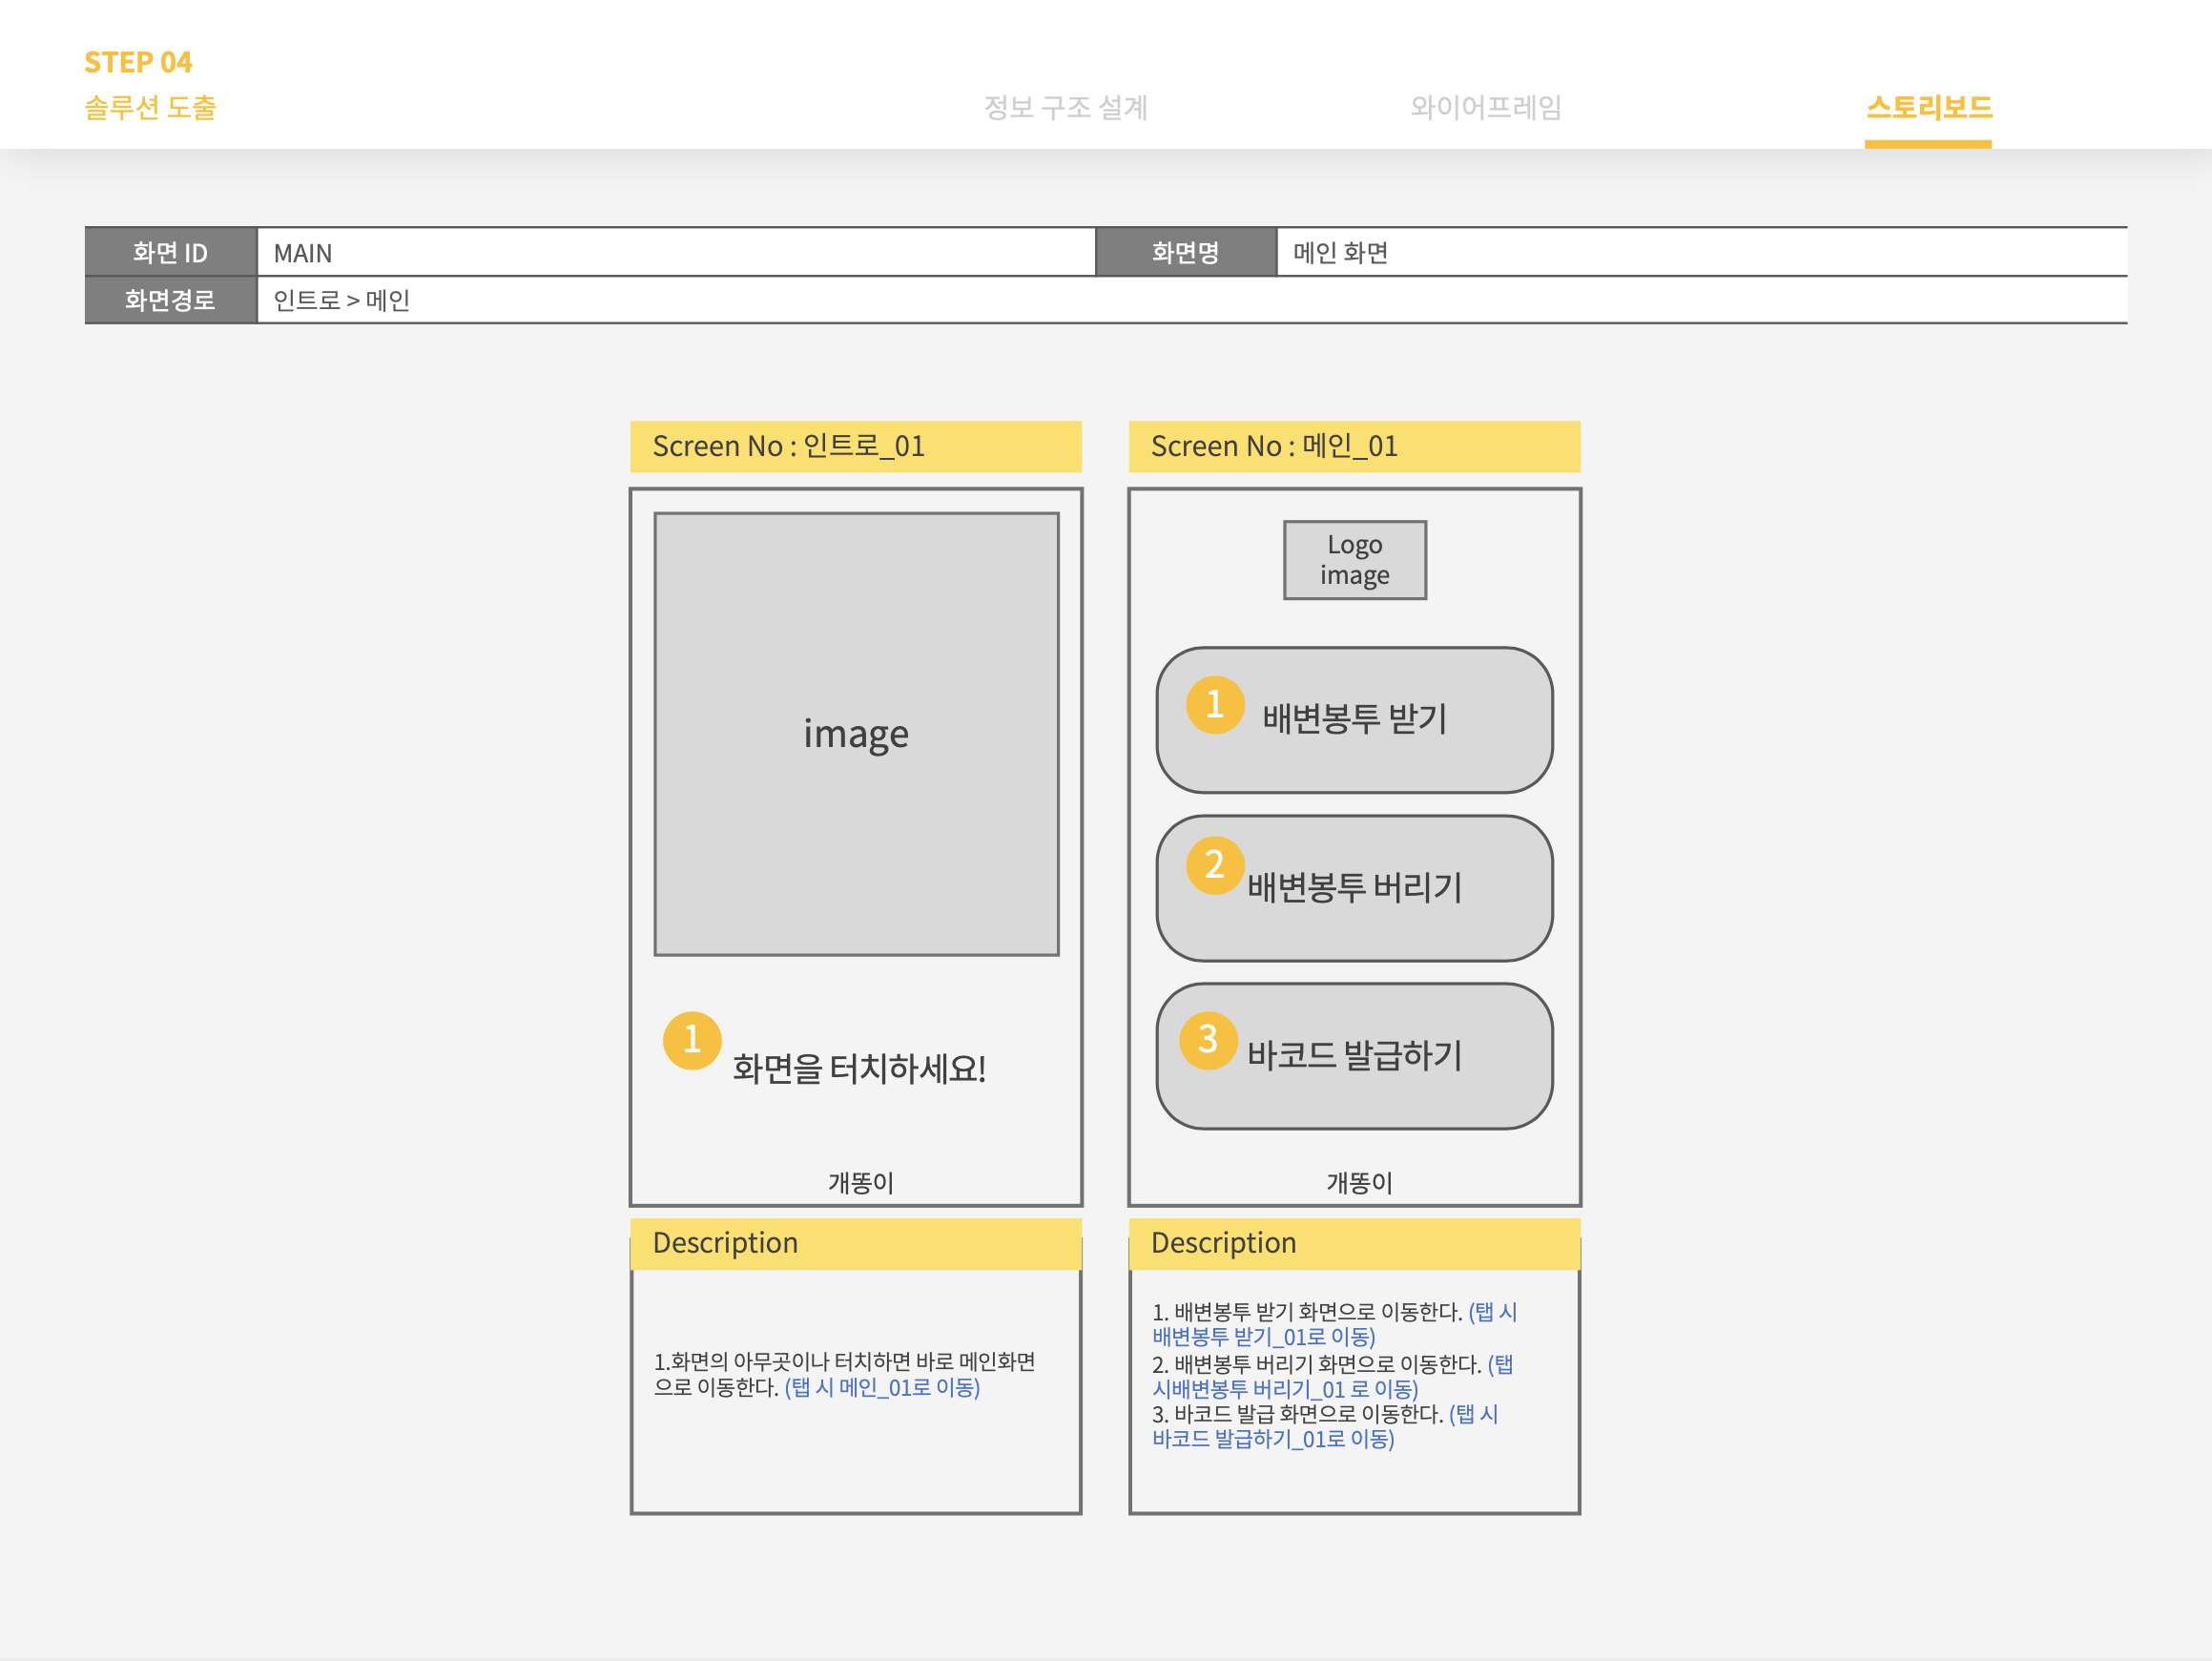 STEP 04
솔루션 도출
정보 구조 설계
와이어프레임
스토리보드
화면 ID
MAIN
화면명
메인 화면
화면경로
인트로 > 메인
Screen No : 인트로_01
image
1
화면을 터치하세요!
개똥이
Description
1.화면의 아무곳이나 터치하면 바로 메인화면
으로 이동한다. (탭 시 메인_01로 이동)
Screen No : 메인_01
Logo
image
1
배변봉투 받기
2
배변봉투 버리기
3
바코드 발급하기
개똥이
Description
1. 배변봉투 받기 화면으로 이동한다. (탭 시
배변봉투 받기_01로 이동)
2. 배변봉투 버리기 화면으로 이동한다. (탭
시배변봉투 버리기_01 로 이동)
3. 바코드 발급 화면으로 이동한다. (탭 시
바코드 발급하기_01로 이동)